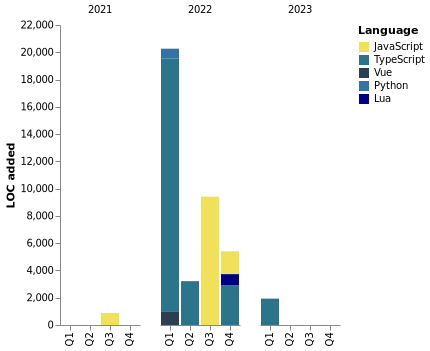 2021 2022 2023
Language
JavaScript
TypeScript
Vue
Python
Lua
LOC added
22,000
20,000
18,000
16,000
14,000
12,000
10,000
8,000
6,000
4,000
2,000
0
Q1 Q2 Q3 Q4 Q1 Q2 Q3 Q4 Q1 Q2 Q3 Q4